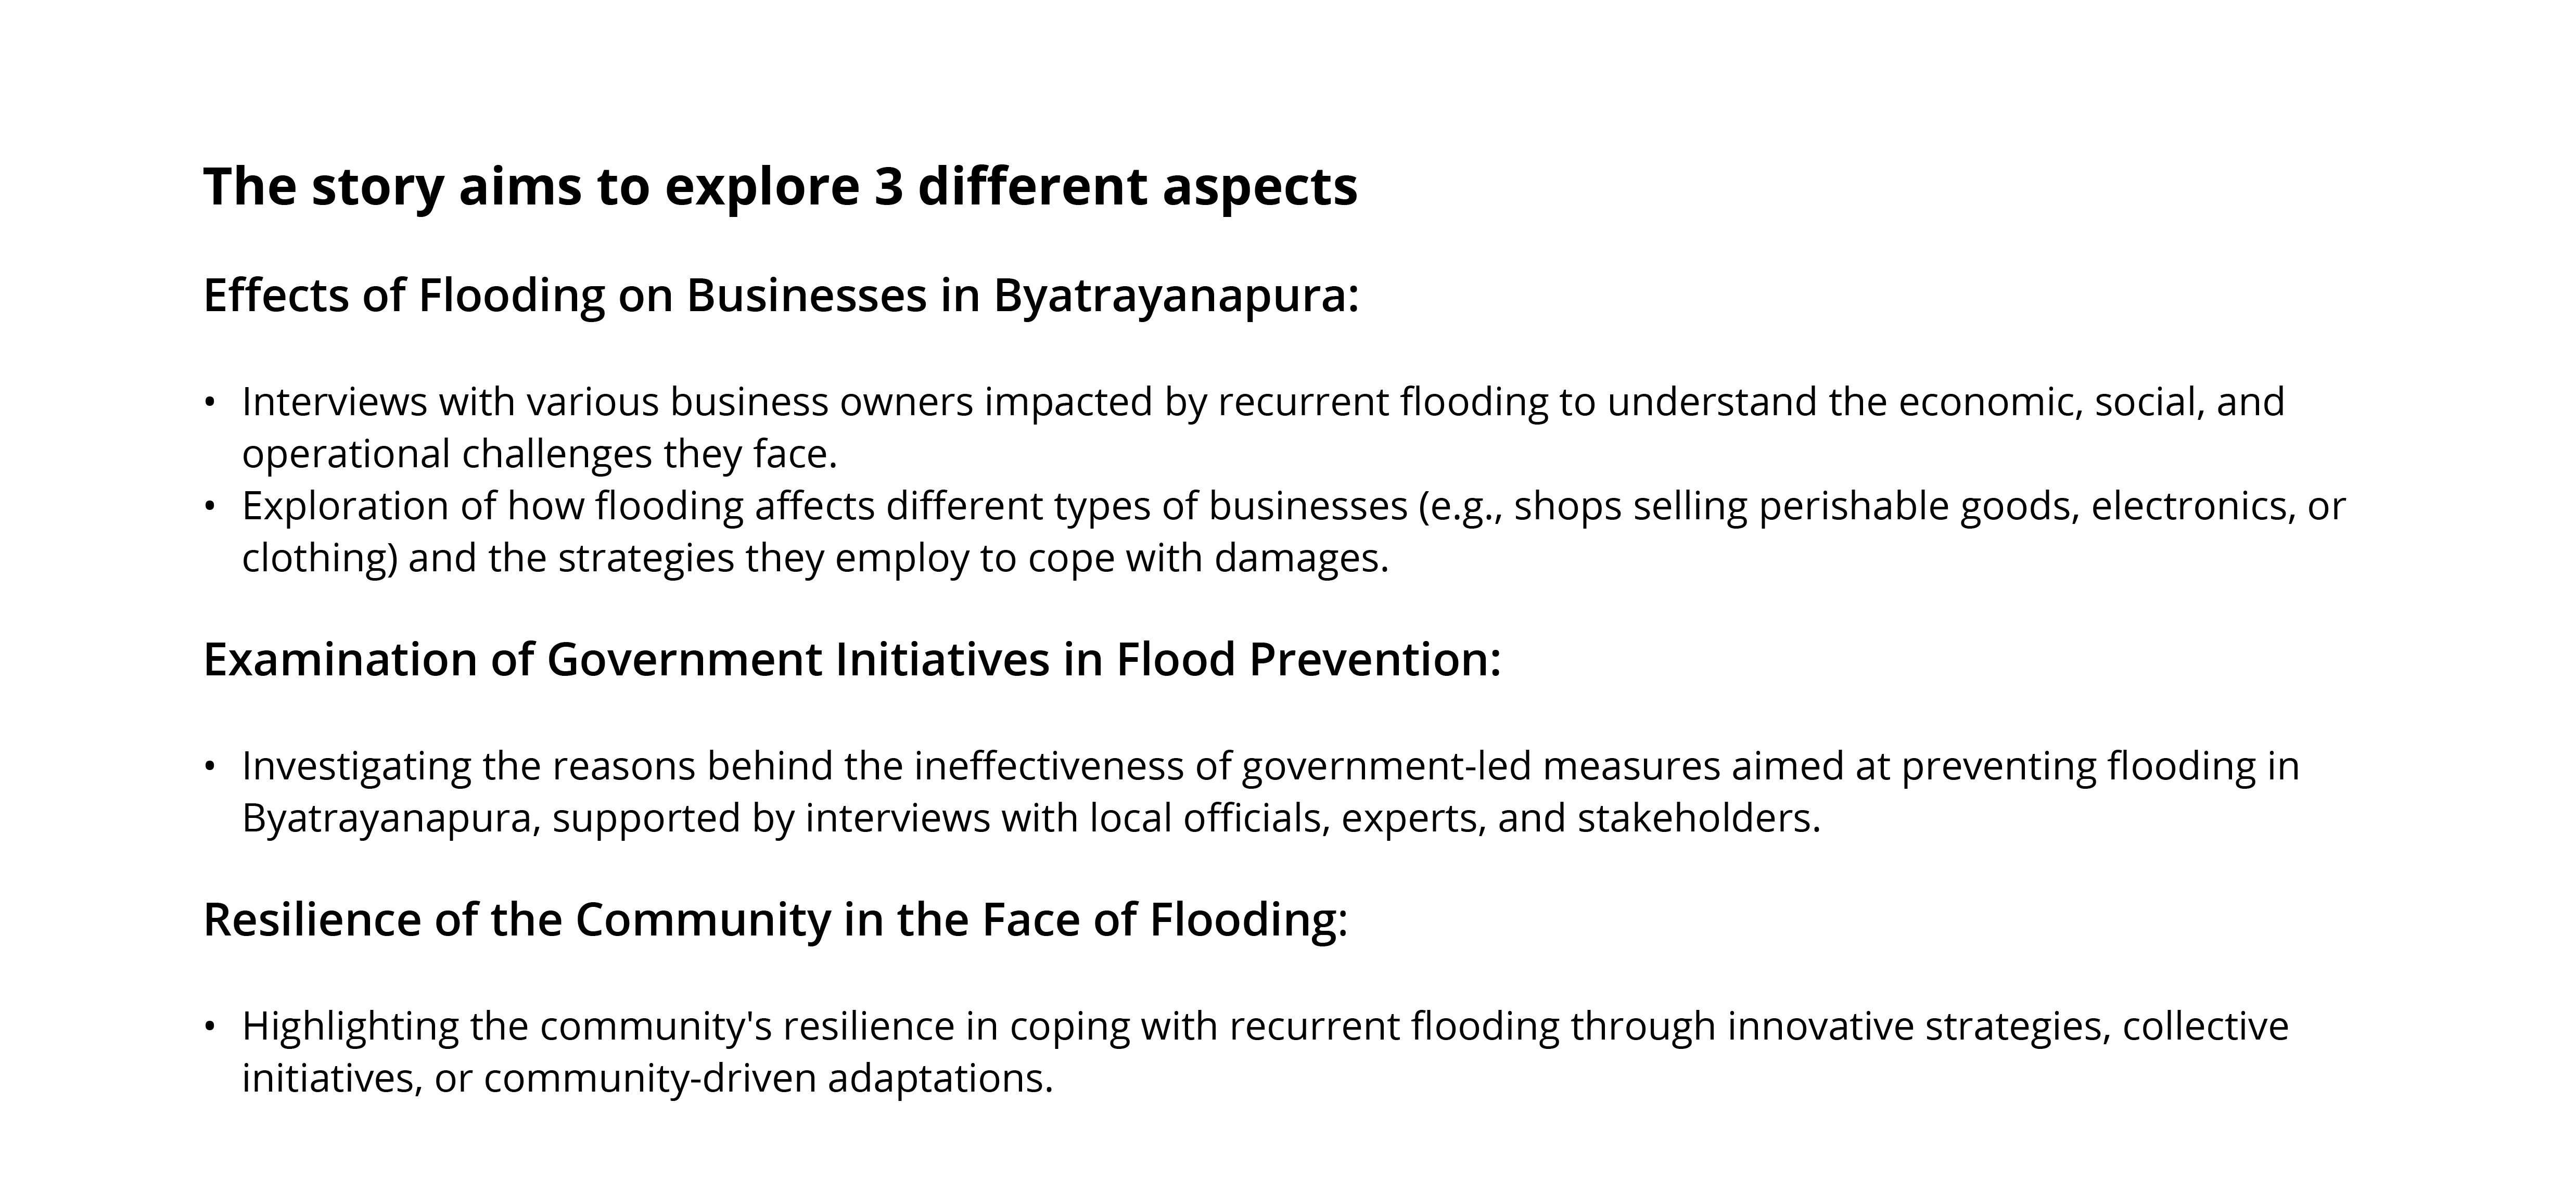 The story aims to explore 3 different aspects
Effects of Flooding on Businesses in Byatrayanapura:
• Interviews with various business owners impacted by recurrent flooding to understand the economic, social, and
operational challenges they face.
• Exploration of how flooding affects different types of businesses (e.g., shops selling perishable goods, electronics, or
clothing) and the strategies they employ to cope with damages.
Examination of Government Initiatives in Flood Prevention:
• Investigating the reasons behind the ineffectiveness of government-led measures aimed at preventing flooding in
Byatrayanapura, supported by interviews with local officials, experts, and stakeholders.
Resilience of the Community in the Face of Flooding:
• Highlighting the community's resilience in coping with recurrent flooding through innovative strategies, collective
initiatives, or community-driven adaptations.